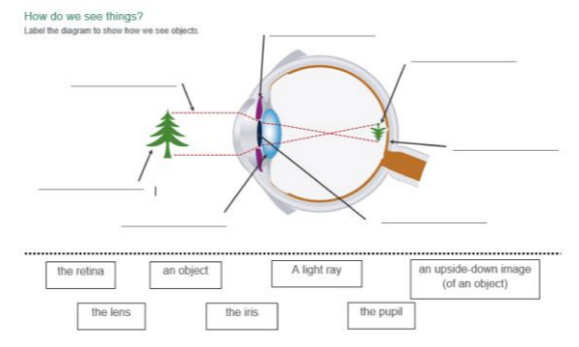 How do we see things?
Label the diagram to show how we see objects.
the retina
an object
A light ray
an upside-down image
(of an object)
the lens
the iris
the pupil